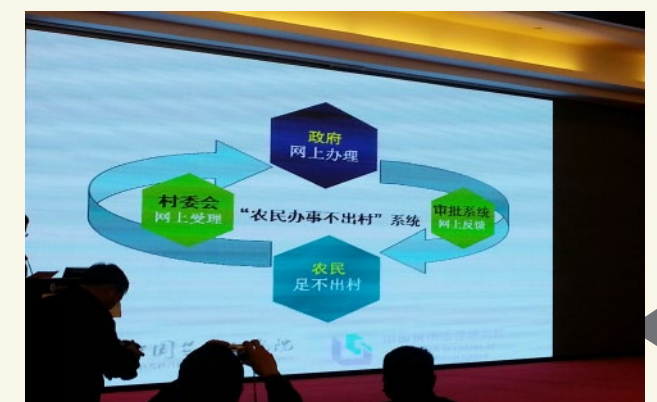 政府
网上办理
村委会
网上受理
“农民办事不出村”系统
审批系统
网上反馈
农民
足不出村